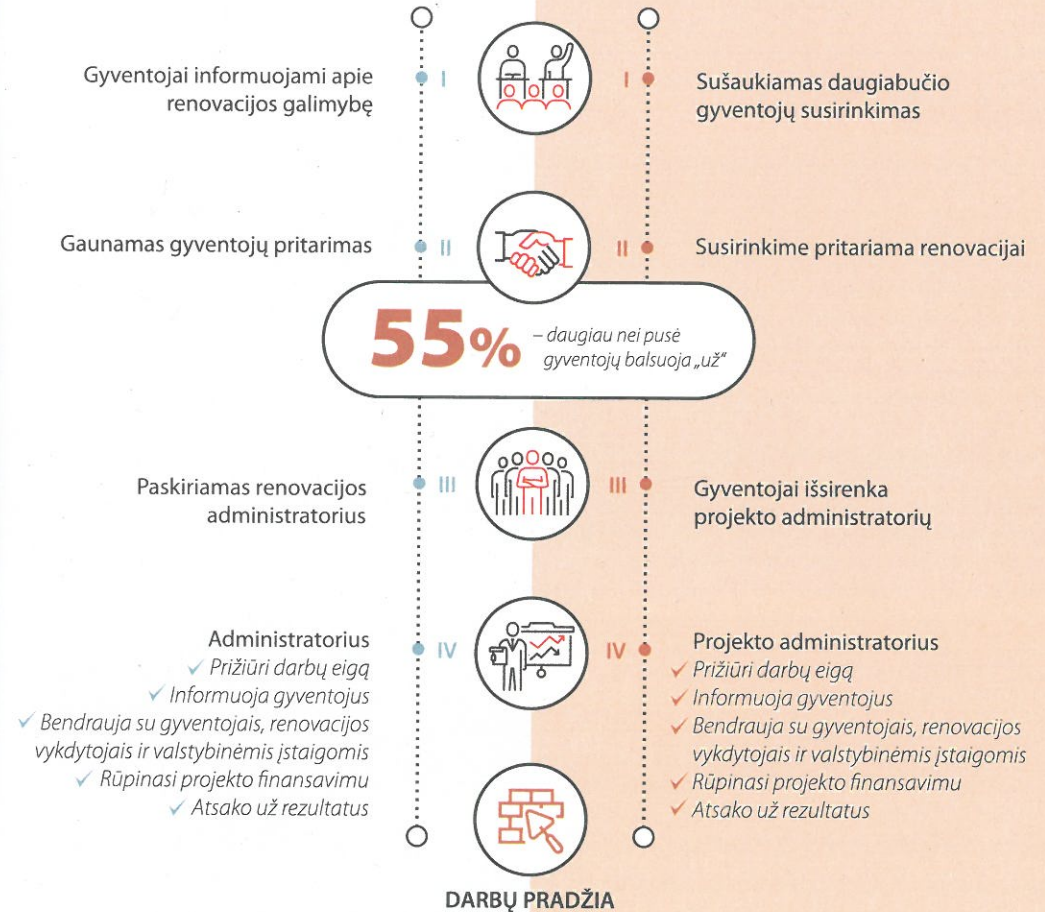 Gyventojai informuojami apie
renovacijos galimybę
I
I
Sušaukiamas daugiabučio
gyventojų susirinkimas
Gaunamas gyventojų pritarimas
II
II
Susirinkime pritariama renovacijai
55%
– daugiau nei pusė
gyventojų balsuoja „už“
Paskiriamas renovacijos
administratorius
III
III
Gyventojai išsirenka
projekto administratorių
Administratorius
✓ Prižiūri darbų eigą
✓ Informuoja gyventojus
✓ Bendrauja su gyventojais, renovacijos
vykdytojais ir valstybinėmis įstaigomis
✓ Rūpinasi projekto finansavimu
✓ Atsako už rezultatus
IV
IV
Projekto administratorius
✓ Prižiūri darbų eigą
✓ Informuoja gyventojus
✓ Bendrauja su gyventojais, renovacijos
vykdytojais ir valstybinėmis įstaigomis
✓ Rūpinasi projekto finansavimu
✓ Atsako už rezultatus
DARBŲ PRADŽIA